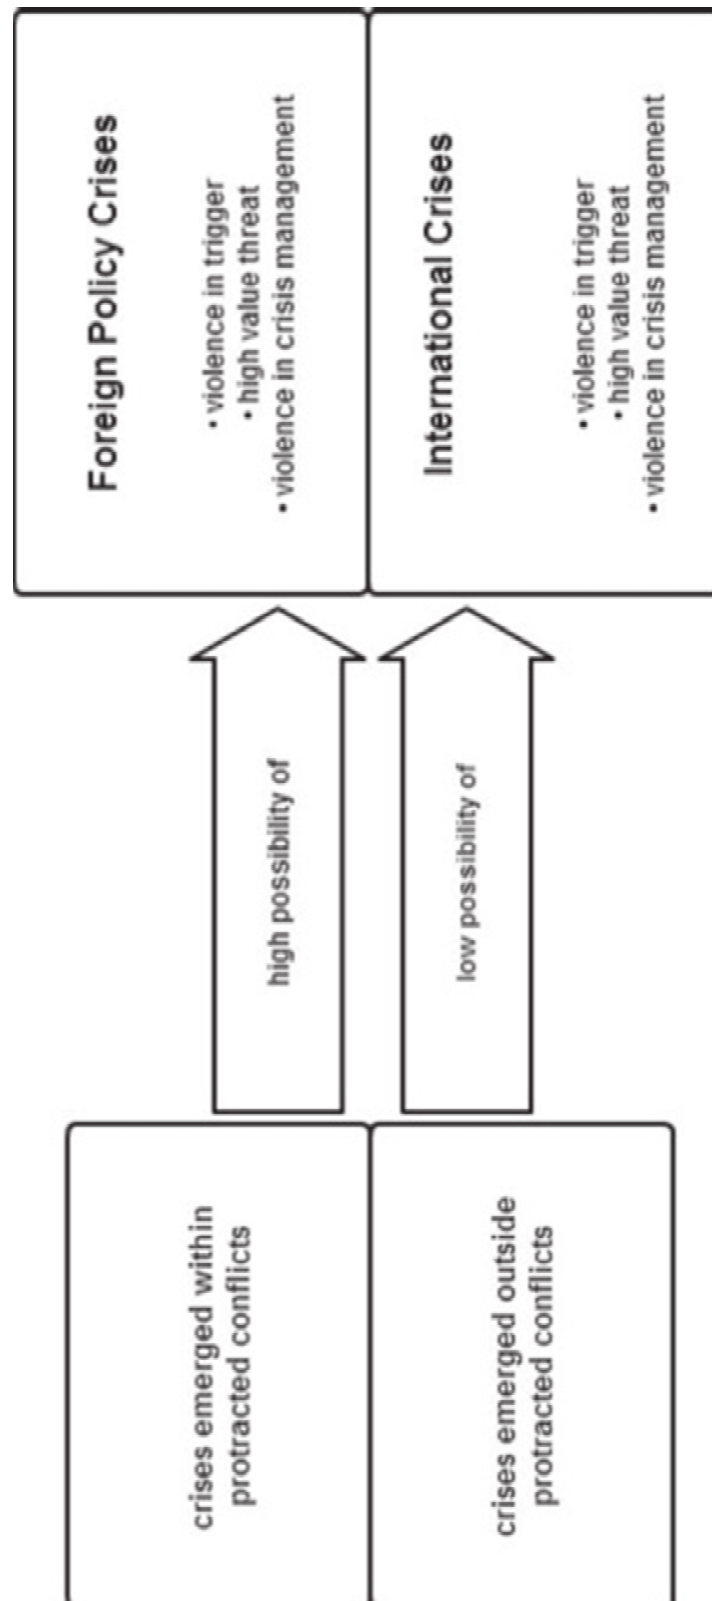 crises emerged within
protracted conflicts
high possibility of
Foreign Policy Crises
• violence in trigger
• high value threat
• violence in crisis management
crises emerged outside
protracted conflicts
low possibility of
International Crises
• violence in trigger
• high value threat
• violence in crisis management